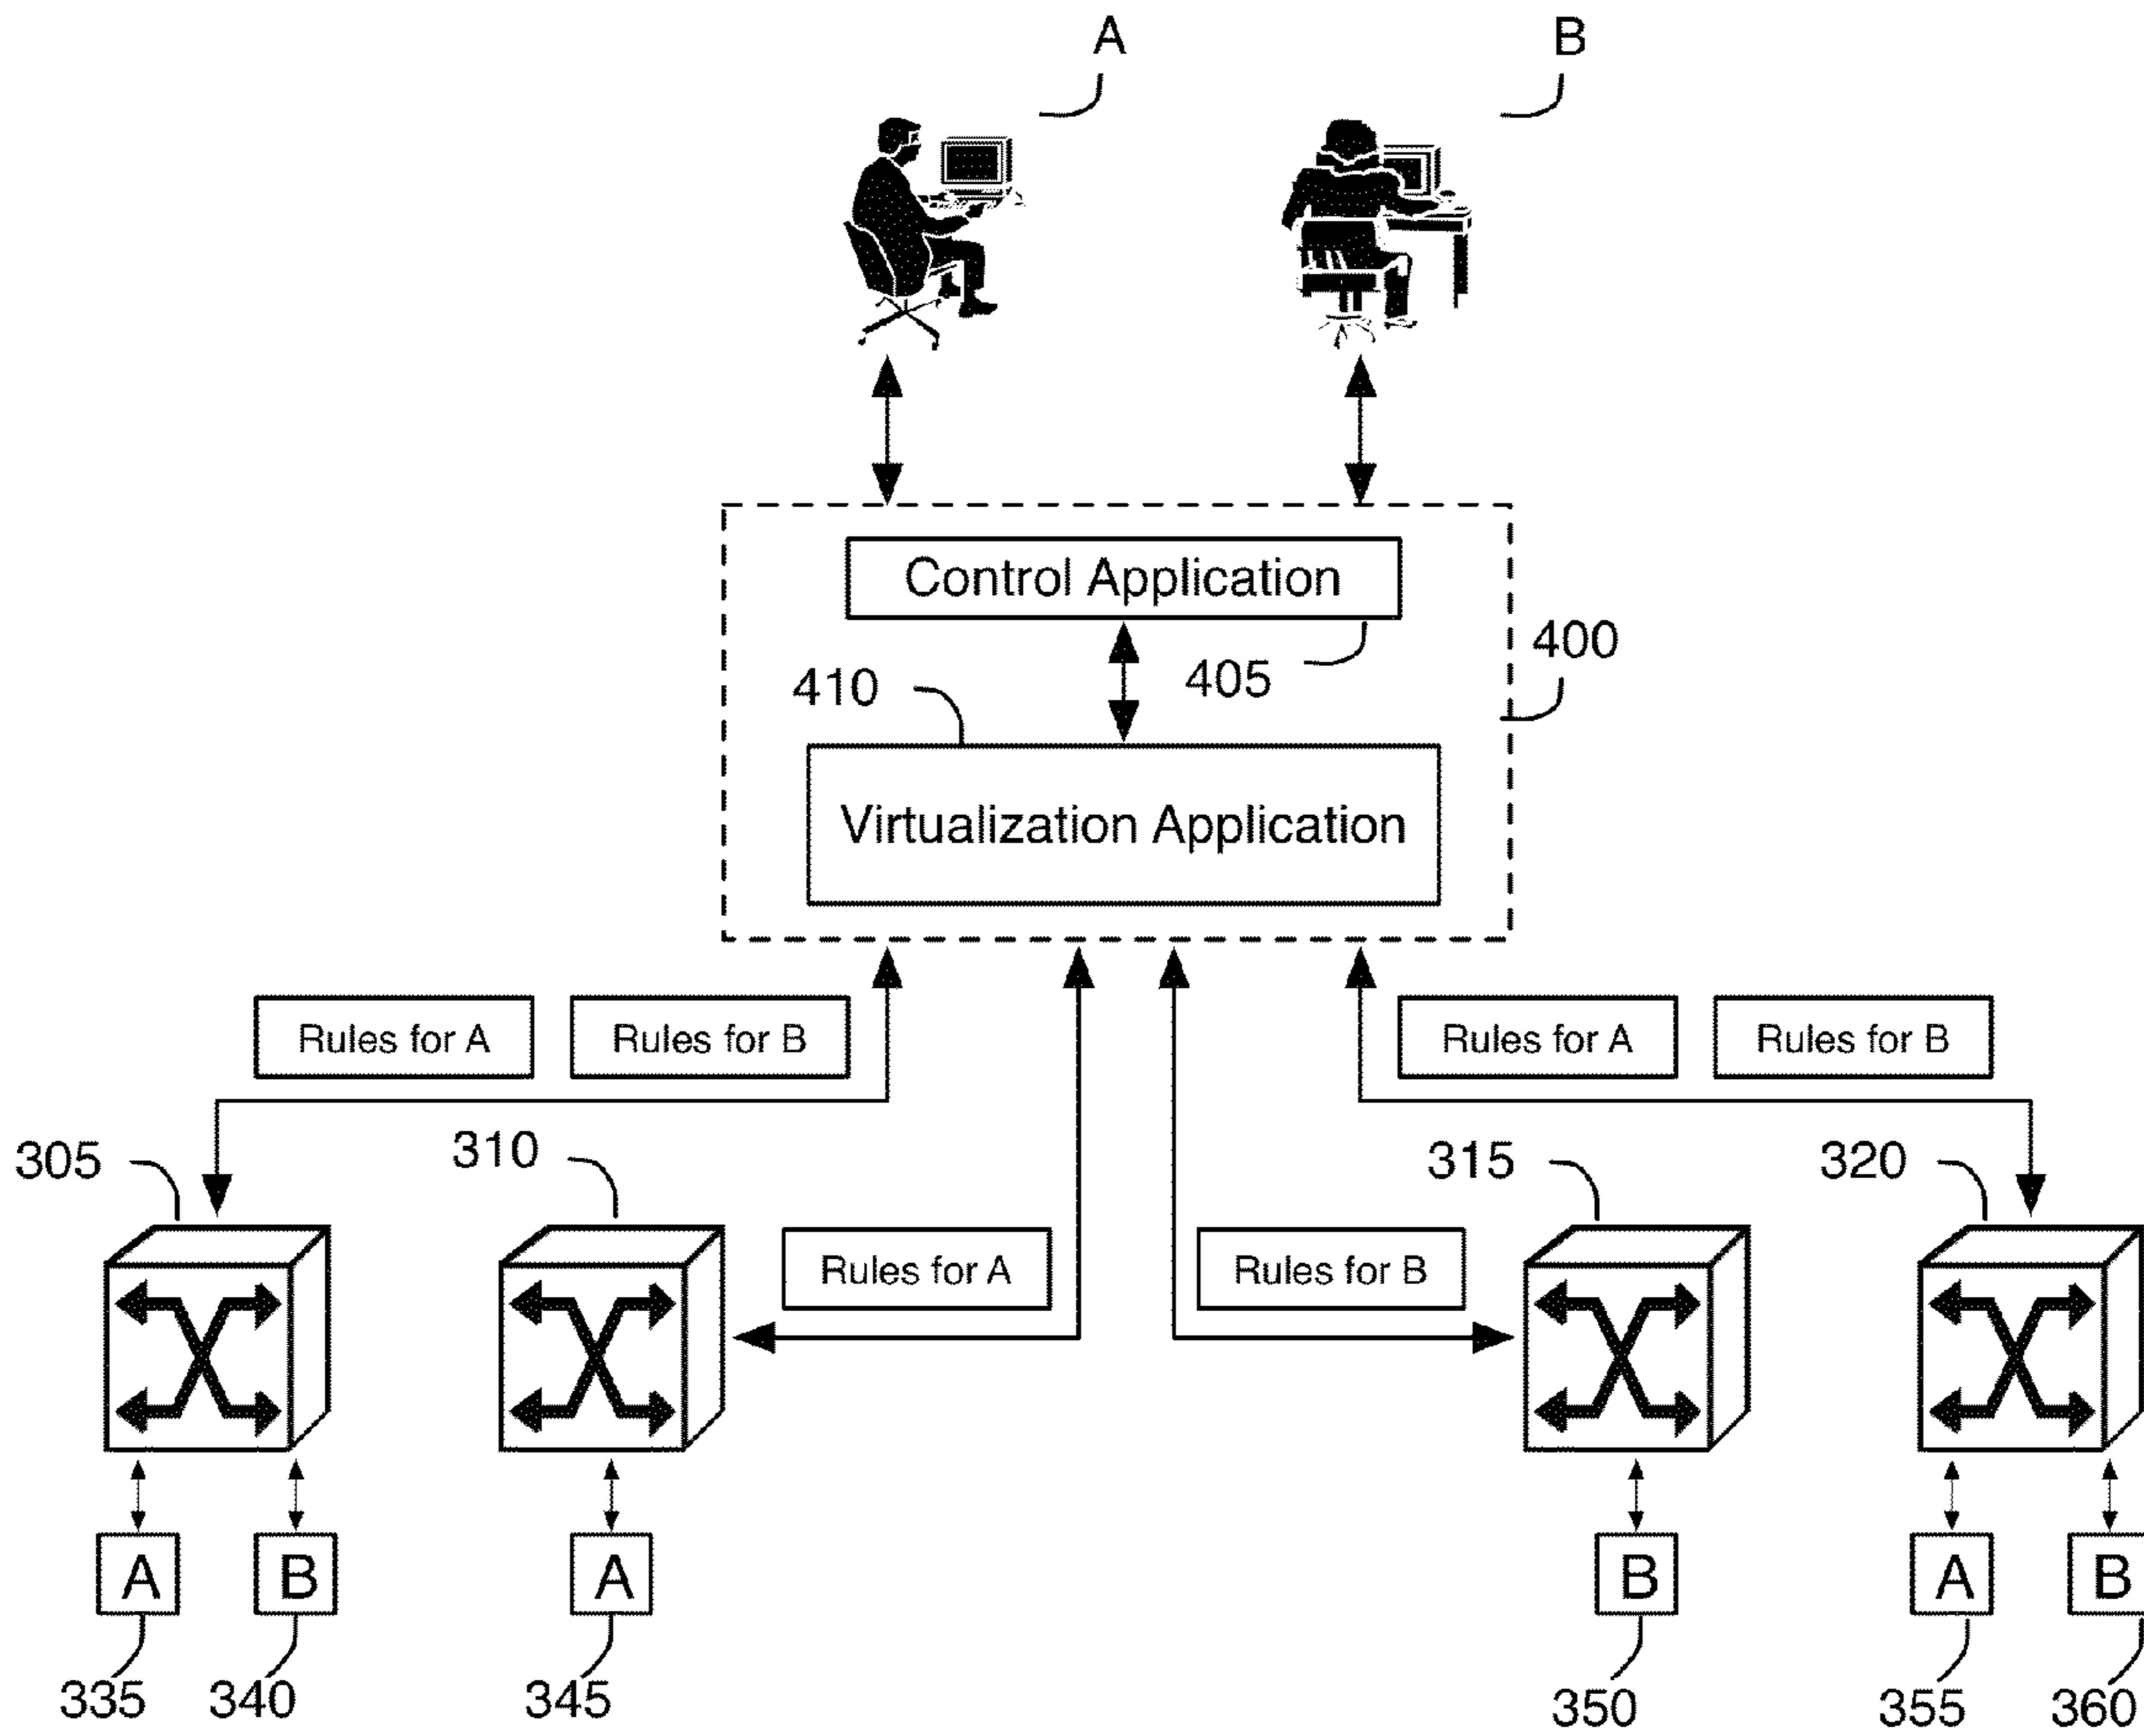 A
B
Control Application
400
405
410
Virtualization Application
Rules for A
Rules for B
Rules for A
Rules for B
305
310
315
320
Rules for A
Rules for B
A
B
A
B
A
B
335
340
345
350
355
360